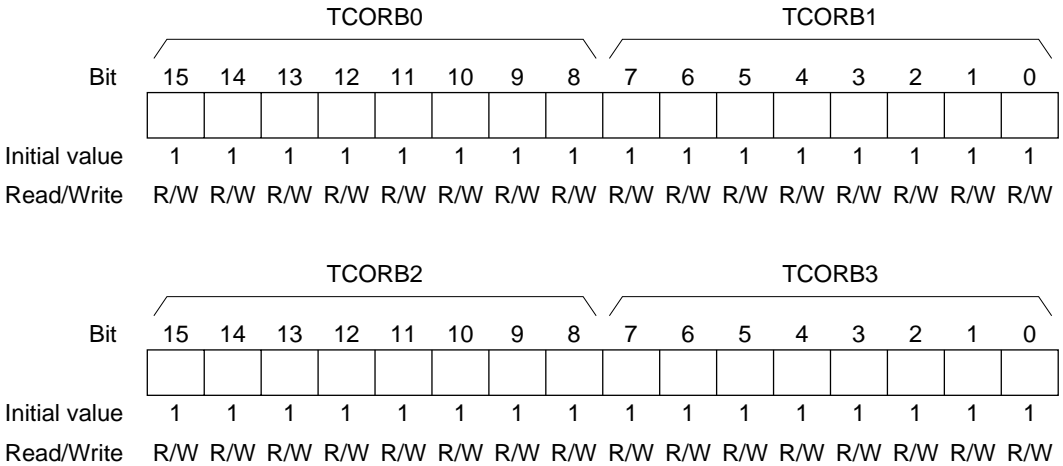 TCORB0 TCORB1
Bit 15 14 13 12 11 10 9 8 7 6 5 4 3 2 1 0
Initial value 1 1 1 1 1 1 1 1 1 1 1 1 1 1 1 1
Read/Write R/W R/W R/W R/W R/W R/W R/W R/W R/W R/W R/W R/W R/W R/W R/W R/W
TCORB2 TCORB3
Bit 15 14 13 12 11 10 9 8 7 6 5 4 3 2 1 0
Initial value 1 1 1 1 1 1 1 1 1 1 1 1 1 1 1 1
Read/Write R/W R/W R/W R/W R/W R/W R/W R/W R/W R/W R/W R/W R/W R/W R/W R/W